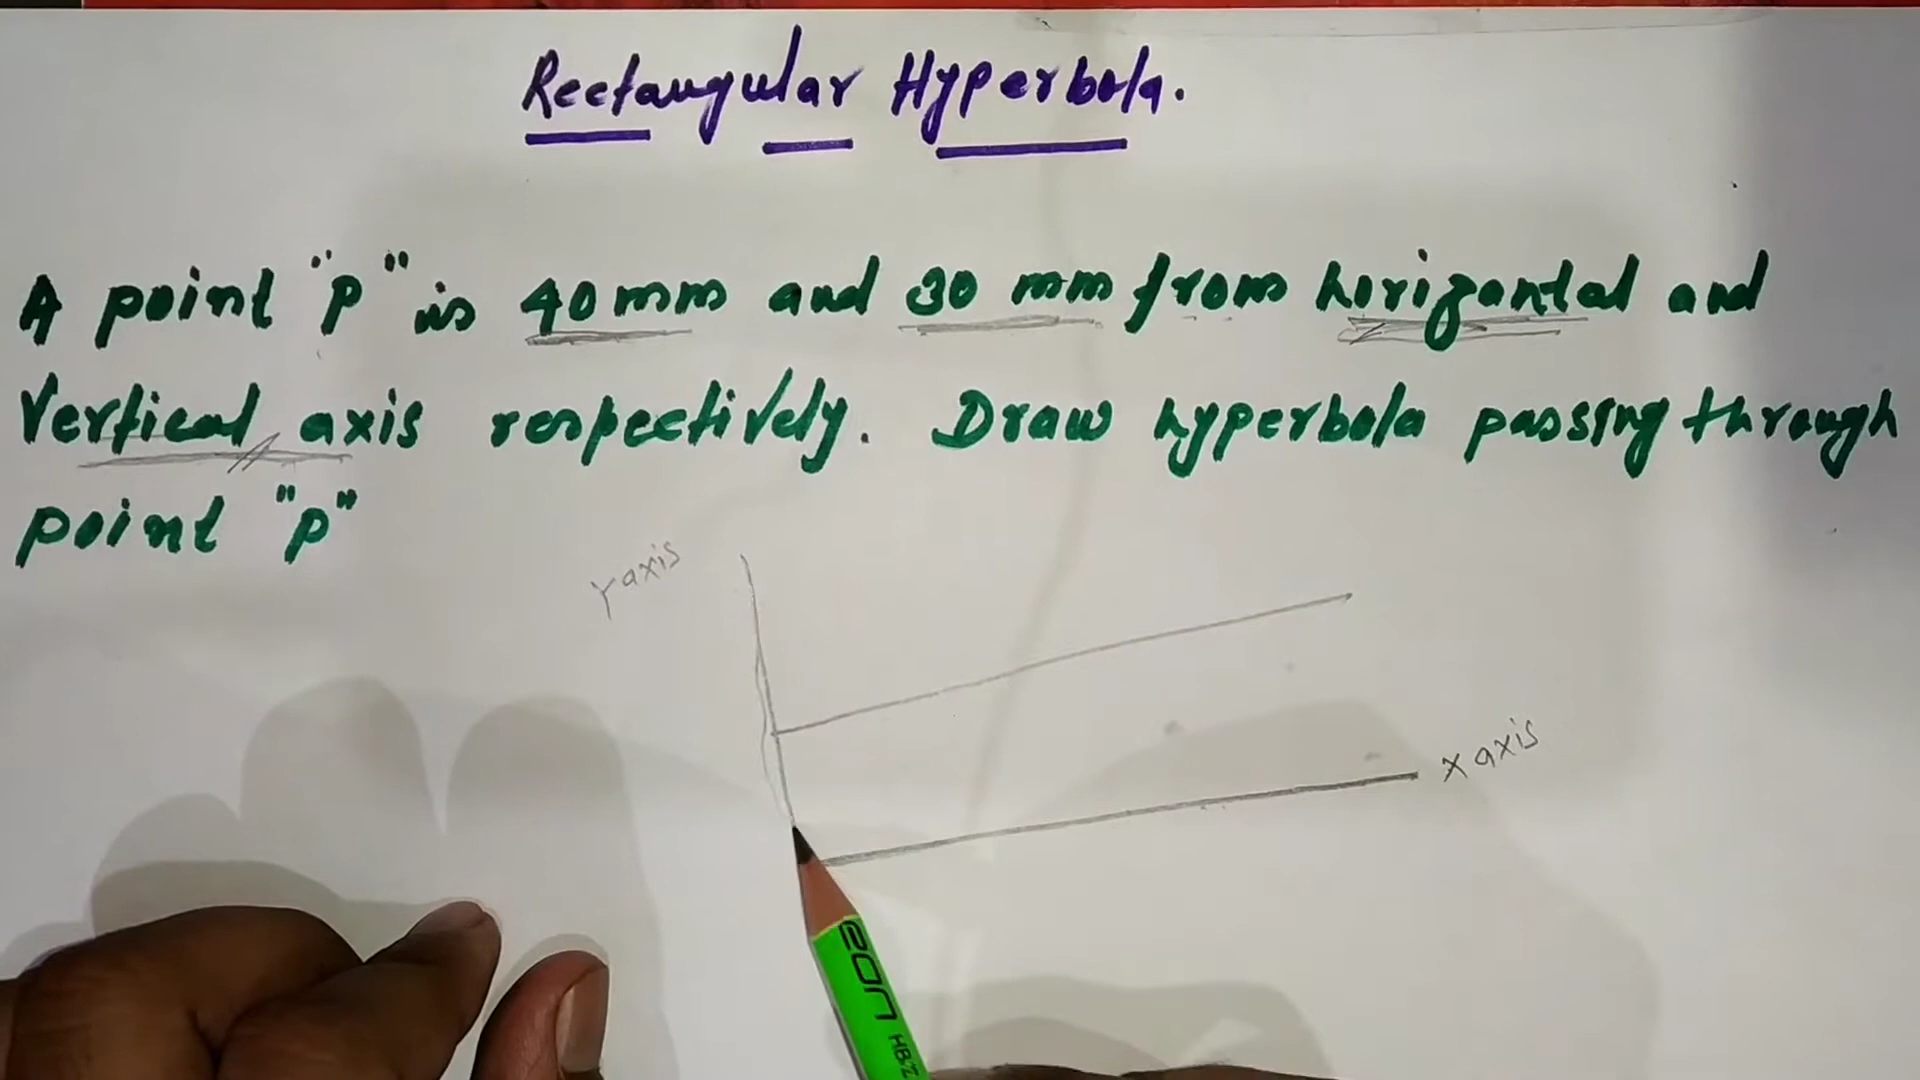 Rectangular Hyperbola.
A point "p" is 40 mm and 30 mm from horizontal and
Vertical axis respectively. Draw hyperbola passing through
point "p"
Y axis
X axis
HB/2